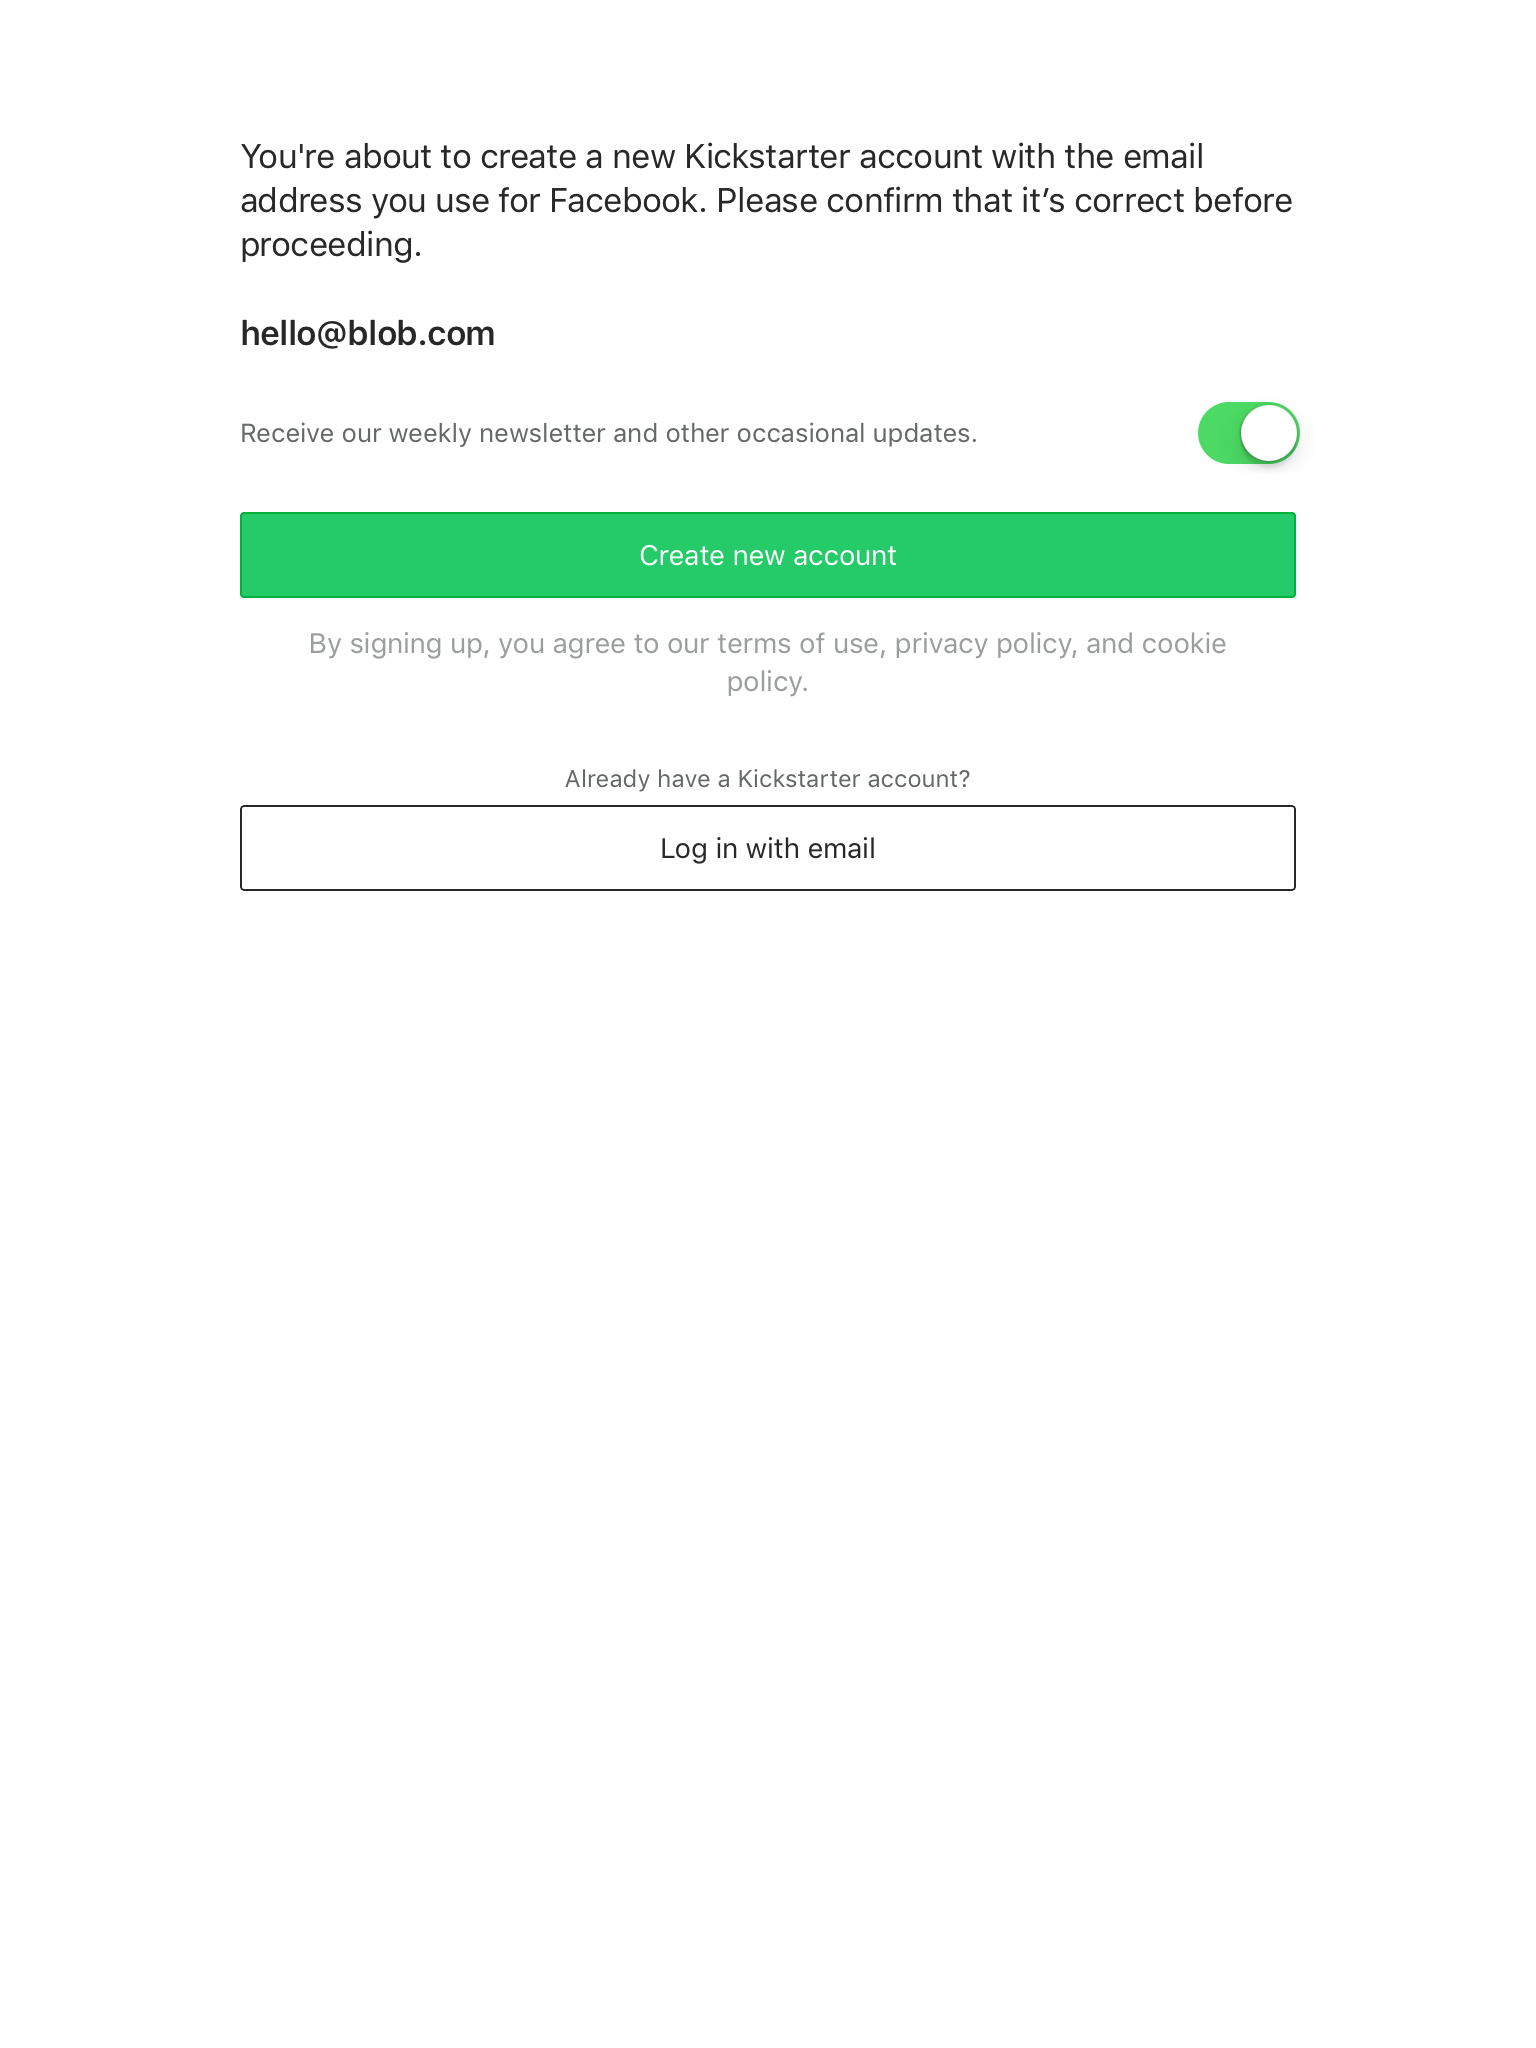 You're about to create a new Kickstarter account with the email
address you use for Facebook. Please confirm that it’s correct before
proceeding.
hello@blob.com
Receive our weekly newsletter and other occasional updates.
Create new account
By signing up, you agree to our terms of use, privacy policy, and cookie
policy.
Already have a Kickstarter account?
Log in with email